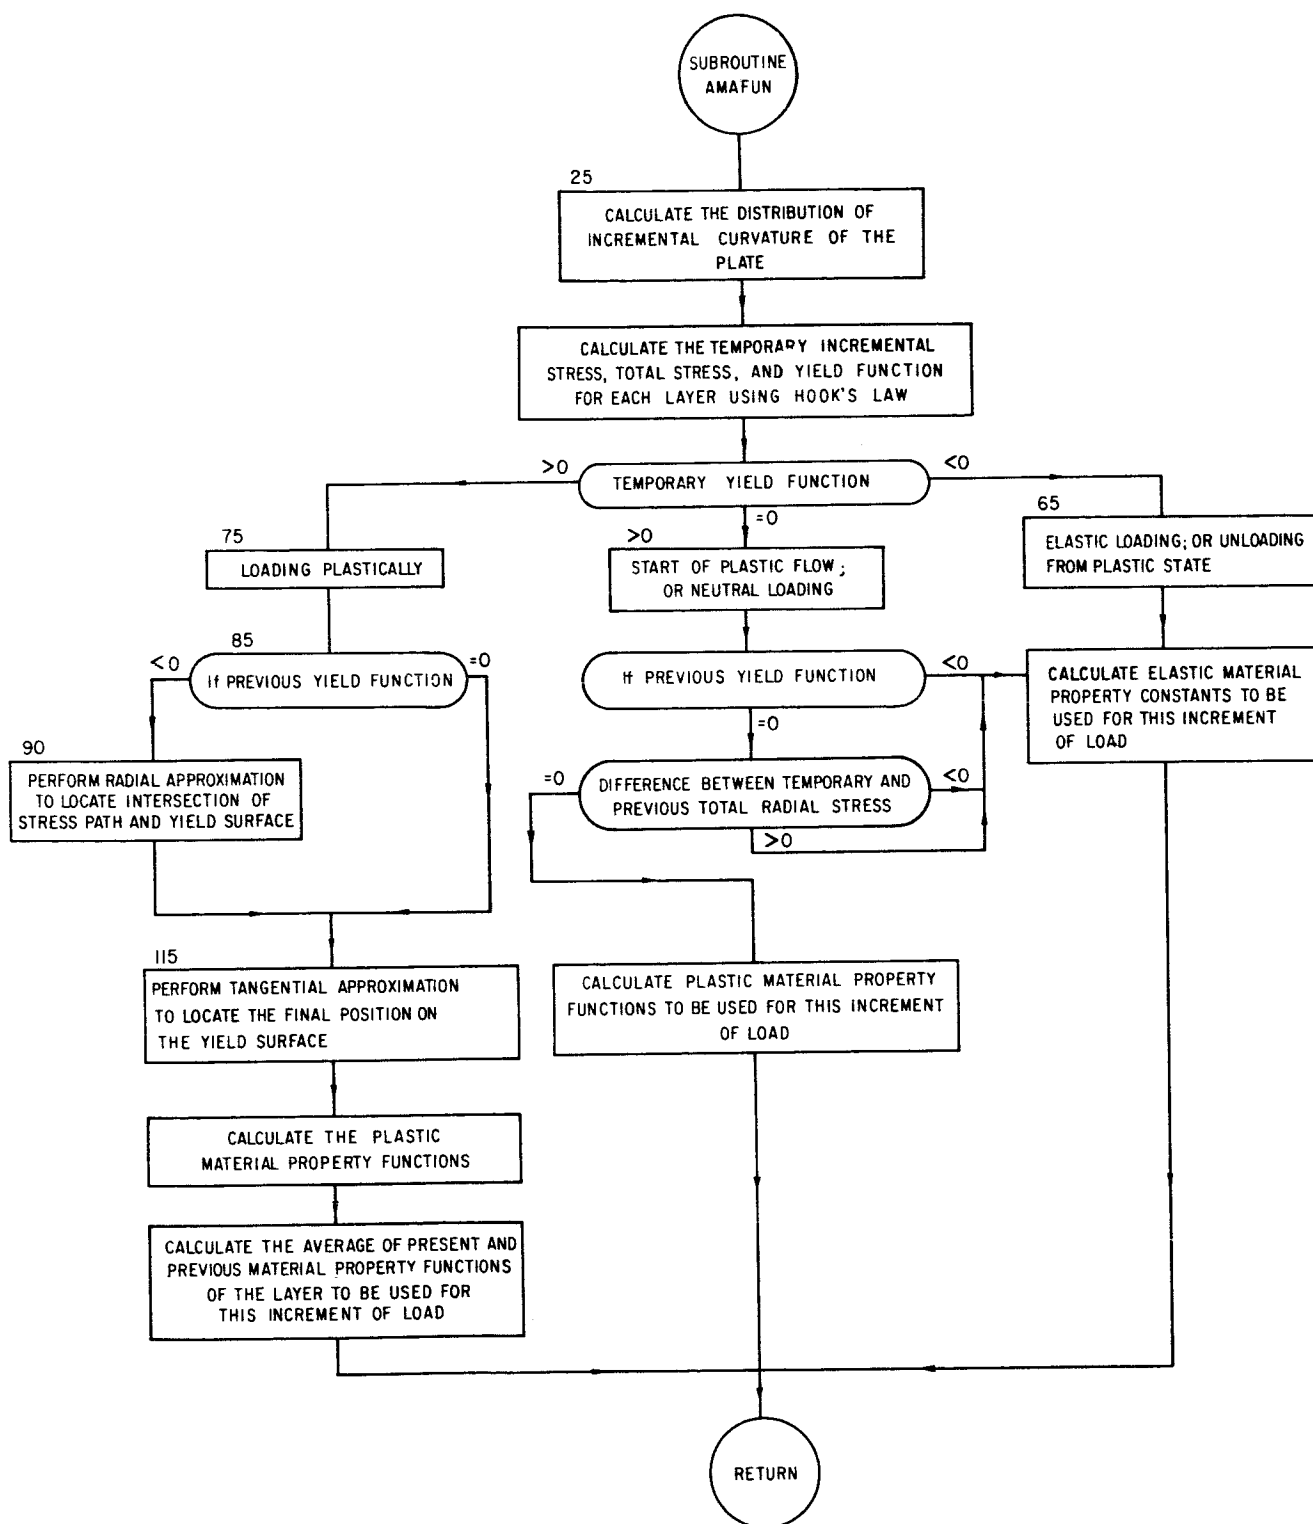 SUBROUTINE
AMAFUN
25
CALCULATE THE DISTRIBUTION OF
INCREMENTAL CURVATURE OF THE
PLATE
CALCULATE THE TEMPORARY INCREMENTAL
STRESS, TOTAL STRESS, AND YIELD FUNCTION
FOR EACH LAYER USING HOOK'S LAW
>0
TEMPORARY YIELD FUNCTION
<0
=0
75
LOADING PLASTICALLY
>0
START OF PLASTIC FLOW;
OR NEUTRAL LOADING
65
ELASTIC LOADING; OR UNLOADING
FROM PLASTIC STATE
85
<0
If PREVIOUS YIELD FUNCTION
=0
If PREVIOUS YIELD FUNCTION
<0
=0
CALCULATE ELASTIC MATERIAL
PROPERTY CONSTANTS TO BE
USED FOR THIS INCREMENT
OF LOAD
90
PERFORM RADIAL APPROXIMATION
TO LOCATE INTERSECTION OF
STRESS PATH AND YIELD SURFACE
=0
DIFFERENCE BETWEEN TEMPORARY AND
PREVIOUS TOTAL RADIAL STRESS
<0
>0
115
PERFORM TANGENTIAL APPROXIMATION
TO LOCATE THE FINAL POSITION ON
THE YIELD SURFACE
CALCULATE PLASTIC MATERIAL PROPERTY
FUNCTIONS TO BE USED FOR THIS INCREMENT
OF LOAD
CALCULATE THE PLASTIC
MATERIAL PROPERTY FUNCTIONS
CALCULATE THE AVERAGE OF PRESENT AND
PREVIOUS MATERIAL PROPERTY FUNCTIONS
OF THE LAYER TO BE USED FOR
THIS INCREMENT OF LOAD
RETURN